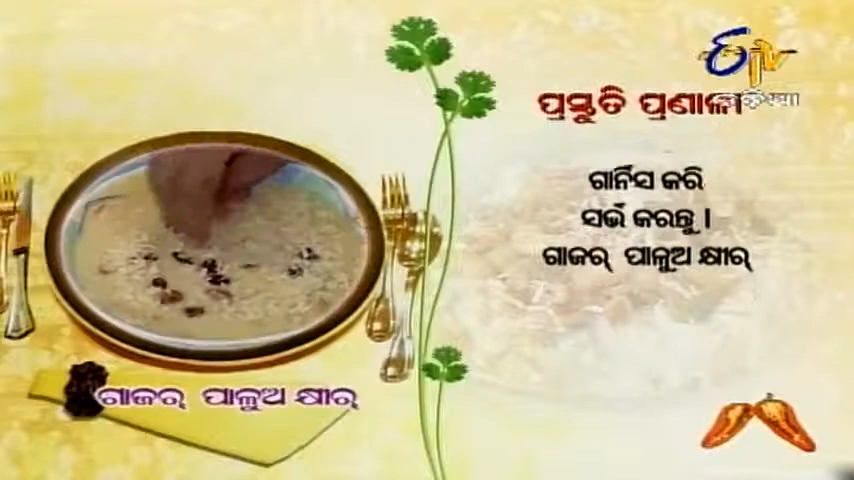 ETV
ପ୍ରସ୍ତୁତି ପ୍ରଣାଳୀ
ଗାର୍ନିସ କରି
ସର୍ଭ କରନ୍ତୁ ।
ଗାଜର୍ ପାଳୁଅ କ୍ଷୀର୍
ଗାଜର୍ ପାଳୁଅ କ୍ଷୀର୍